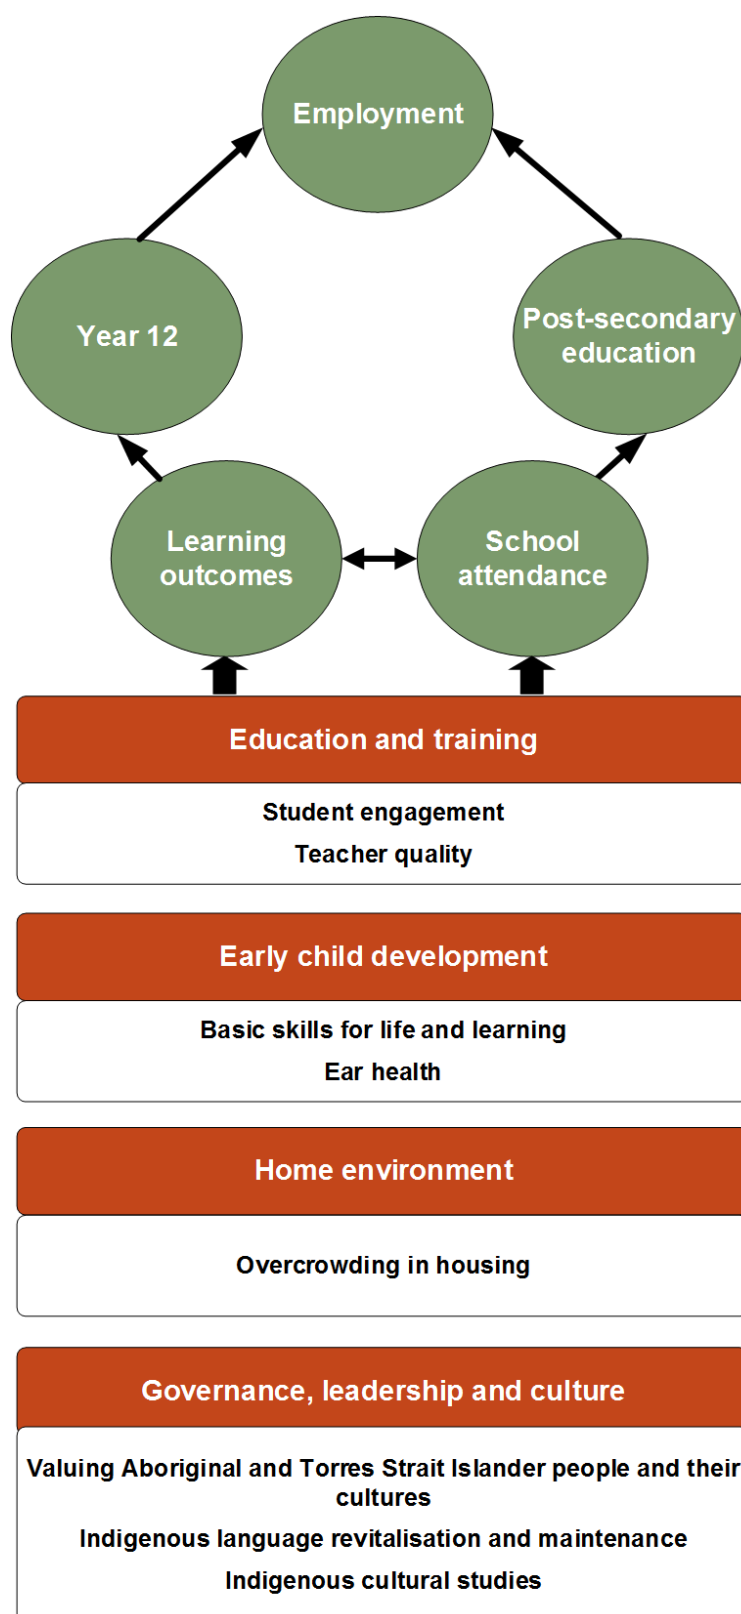 Employment
Year 12
Post-secondary
education
Learning
outcomes
School
attendance
Education and training
Student engagement
Teacher quality
Early child development
Basic skills for life and learning
Ear health
Home environment
Overcrowding in housing
Governance, leadership and culture
Valuing Aboriginal and Torres Strait Islander people and their
cultures
Indigenous language revitalisation and maintenance
Indigenous cultural studies